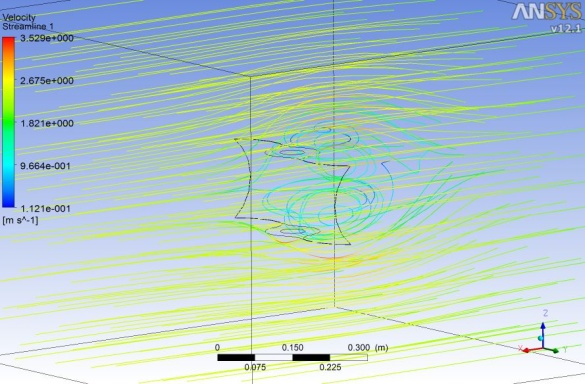 Velocity
Streamline 1
3.529e+000
2.675e+000
1.821e+000
9.664e-001
1.121e-001
[m s^-1]
ANSYS
v12.1
0 0.150 0.300 (m)
0.075 0.225
Z
X Y